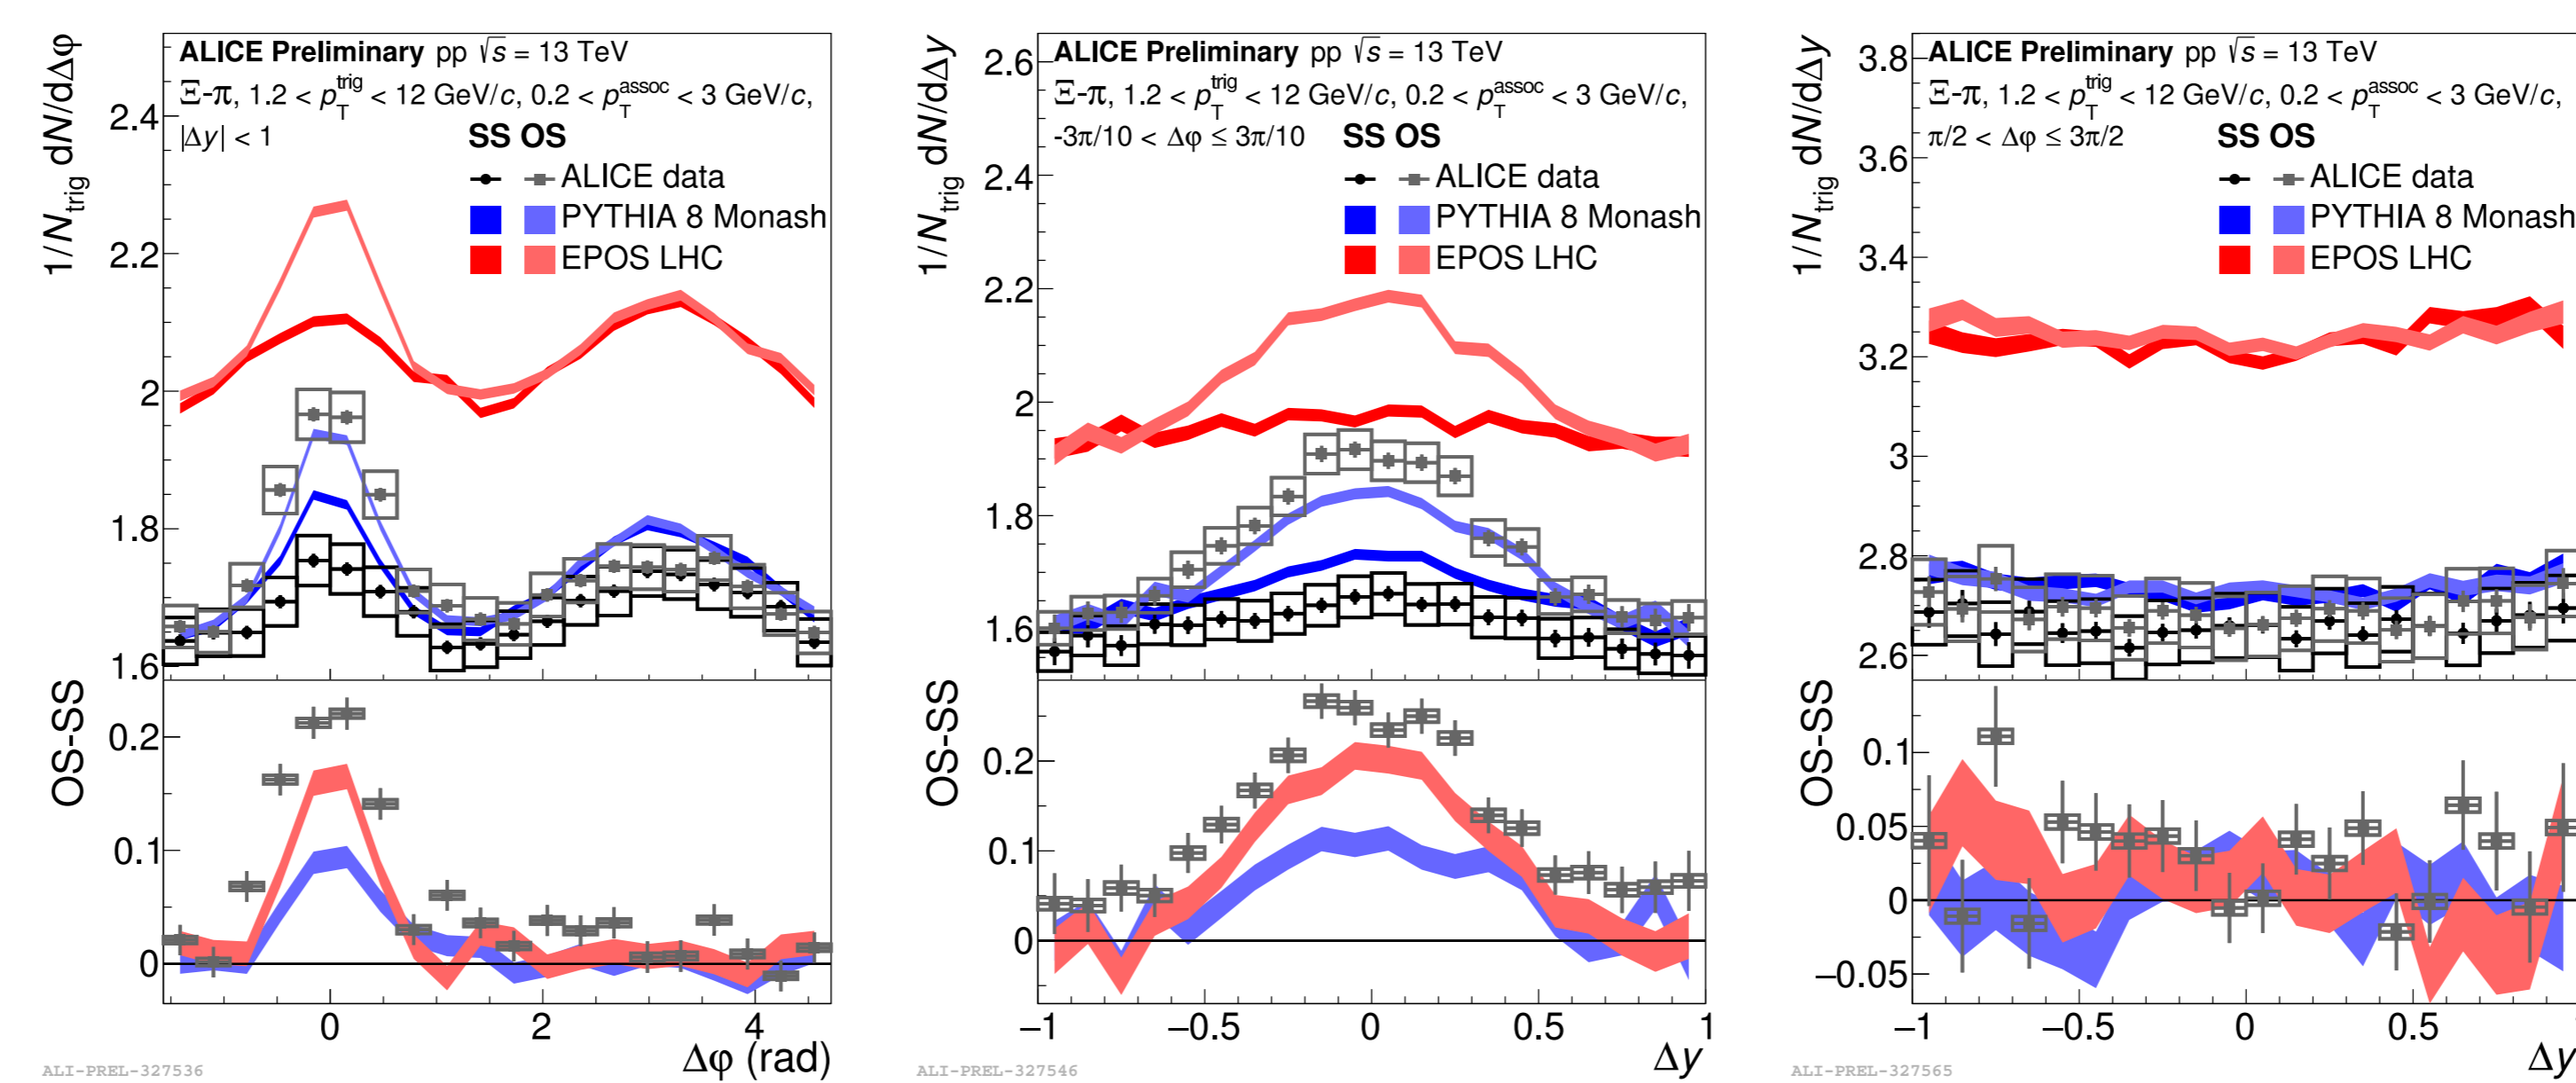 1/N_trig dN/dΔφ
ALICE Preliminary pp √s = 13 TeV
Ξ-π, 1.2 < p_T^trig < 12 GeV/c, 0.2 < p_T^assoc < 3 GeV/c,
|Δy| < 1
SS OS
ALICE data
PYTHIA 8 Monash
EPOS LHC
2.4
2.2
2
1.8
1.6
OS-SS
0.2
0.1
0
0 2 4
Δφ (rad)
ALI-PREL-327536
1/N_trig dN/dΔy
ALICE Preliminary pp √s = 13 TeV
Ξ-π, 1.2 < p_T^trig < 12 GeV/c, 0.2 < p_T^assoc < 3 GeV/c,
-3π/10 < Δφ ≤ 3π/10
SS OS
ALICE data
PYTHIA 8 Monash
EPOS LHC
2.6
2.4
2.2
2
1.8
1.6
OS-SS
0.2
0.1
0
−1 −0.5 0 0.5 1
Δy
ALI-PREL-327546
1/N_trig dN/dΔy
ALICE Preliminary pp √s = 13 TeV
Ξ-π, 1.2 < p_T^trig < 12 GeV/c, 0.2 < p_T^assoc < 3 GeV/c,
π/2 < Δφ ≤ 3π/2
SS OS
ALICE data
PYTHIA 8 Monash
EPOS LHC
3.8
3.6
3.4
3.2
3
2.8
2.6
OS-SS
0.1
0.05
0
−0.05
−1 −0.5 0 0.5
Δy
ALI-PREL-327565